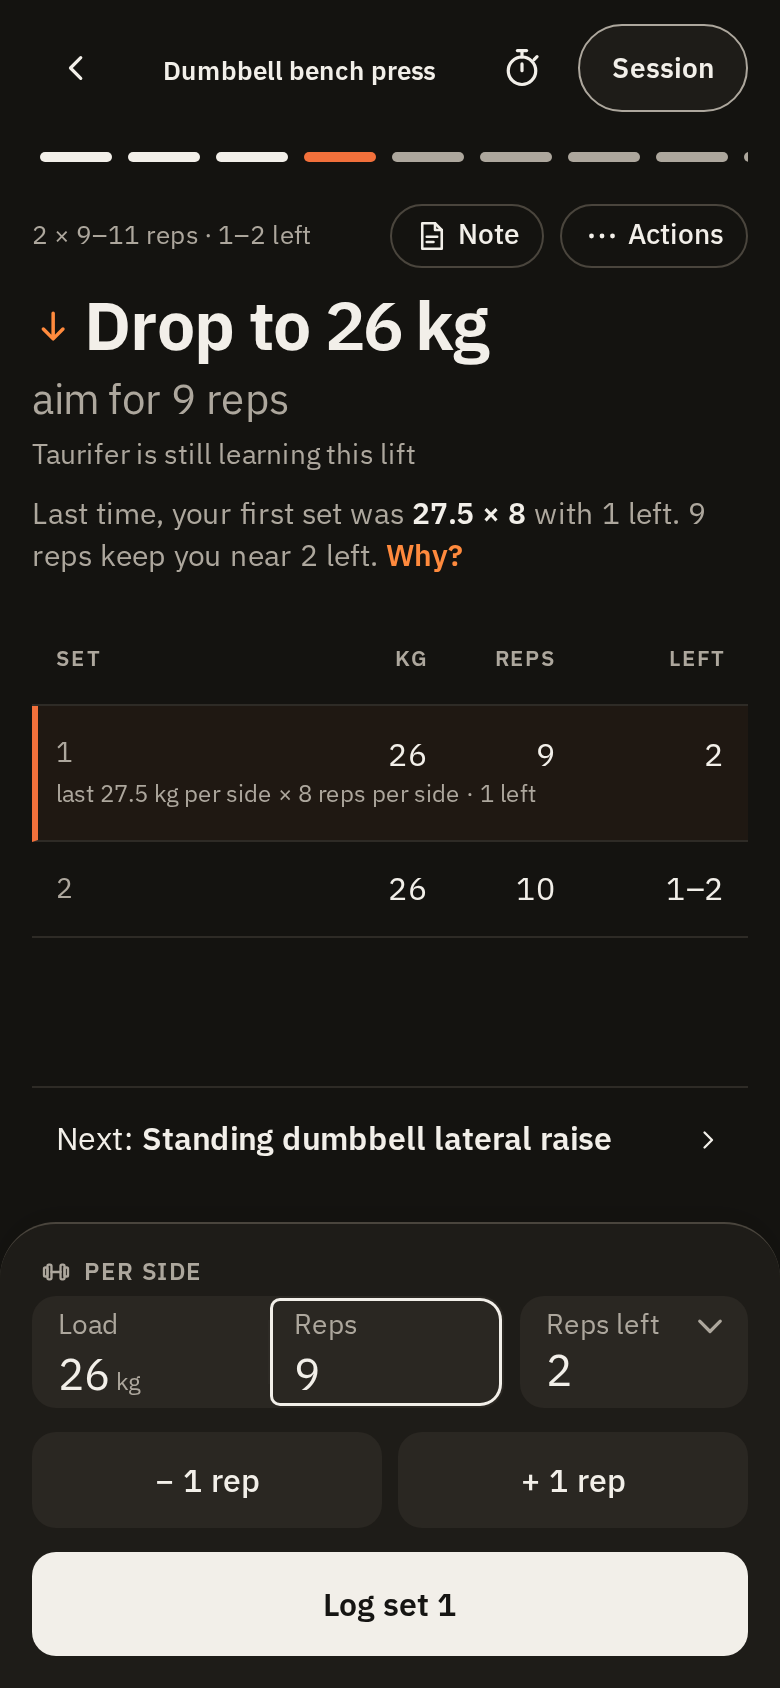 Dumbbell bench press
Session
2 × 9–11 reps · 1–2 left
Note
··· Actions
↓ Drop to 26 kg
aim for 9 reps
Taurifer is still learning this lift
Last time, your first set was 27.5 × 8 with 1 left. 9
reps keep you near 2 left. Why?
SET KG REPS LEFT
1 26 9 2
last 27.5 kg per side × 8 reps per side · 1 left
2 26 10 1–2
Next: Standing dumbbell lateral raise
PER SIDE
Load Reps Reps left
26 kg 9 2
− 1 rep + 1 rep
Log set 1